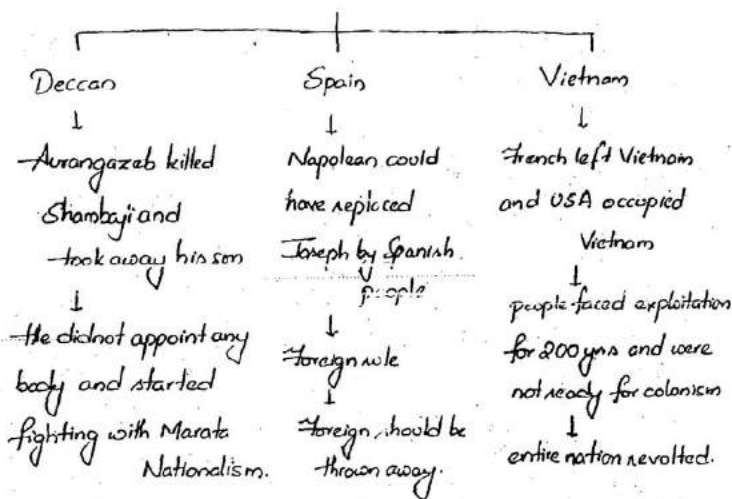 Deccan
↓
Aurangazeb killed
Shambaji and
took away his son
↓
He didnot appoint any
body and started
fighting with Marata
Nationalism.
Spain
↓
Napolean could
have replaced
Joseph by Spanish
people
↓
Foreign rule
↓
Foreign should be
thrown away.
Vietnam
↓
French left Vietnam
and USA occupied
Vietnam
↓
people faced exploitation
for 200 yrs and were
not ready for colonism
↓
entire nation revolted.